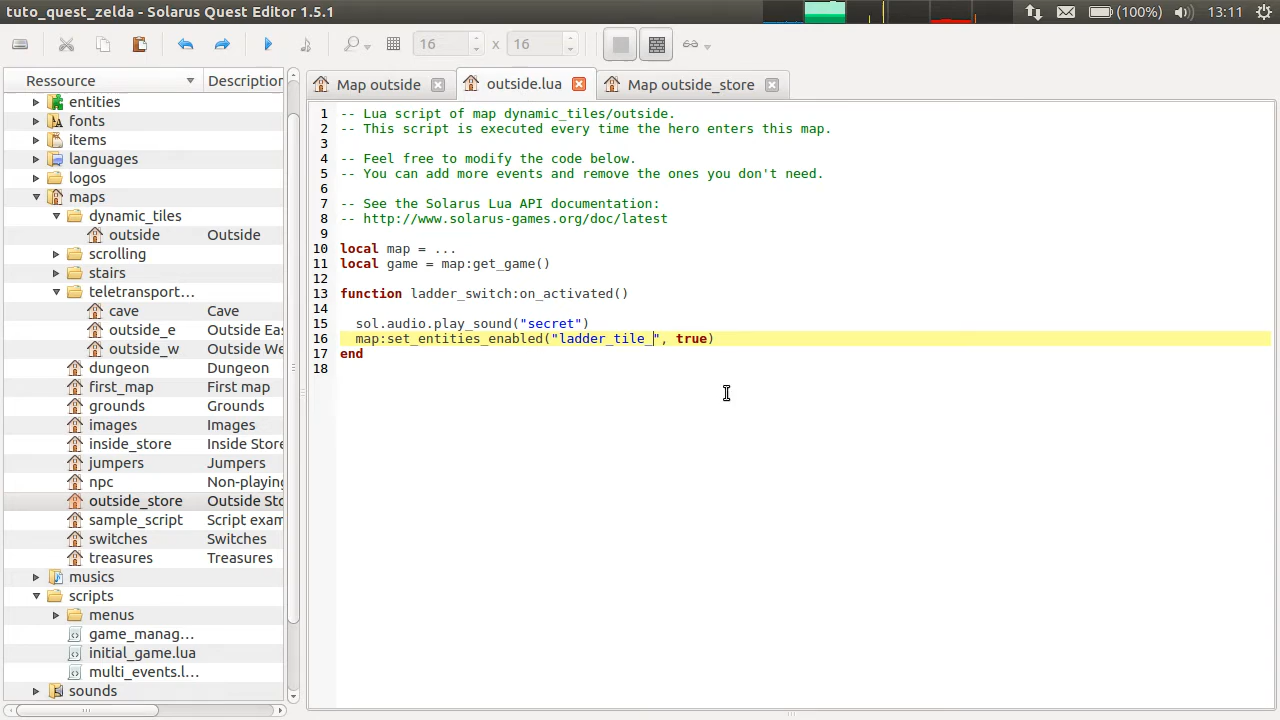 tuto_quest_zelda - Solarus Quest Editor 1.5.1
(100%)
13:11
16 x 16
Ressource Description
entities
fonts
items
languages
logos
maps
dynamic_tiles
outside Outside
scrolling
stairs
teletransport...
cave Cave
outside_e Outside Eas
outside_w Outside We
dungeon Dungeon
first_map First map
grounds Grounds
images Images
inside_store Inside Store
jumpers Jumpers
npc Non-playing
outside_store Outside Sto
sample_script Script exam
switches Switches
treasures Treasures
musics
scripts
menus
game_manag...
initial_game.lua
multi_events.l...
sounds
Map outside
outside.lua
Map outside_store
1 -- Lua script of map dynamic_tiles/outside.
2 -- This script is executed every time the hero enters this map.
3
4 -- Feel free to modify the code below.
5 -- You can add more events and remove the ones you don't need.
6
7 -- See the Solarus Lua API documentation:
8 -- http://www.solarus-games.org/doc/latest
9
10 local map = ...
11 local game = map:get_game()
12
13 function ladder_switch:on_activated()
14
15 sol.audio.play_sound("secret")
16 map:set_entities_enabled("ladder_tile_", true)
17 end
18